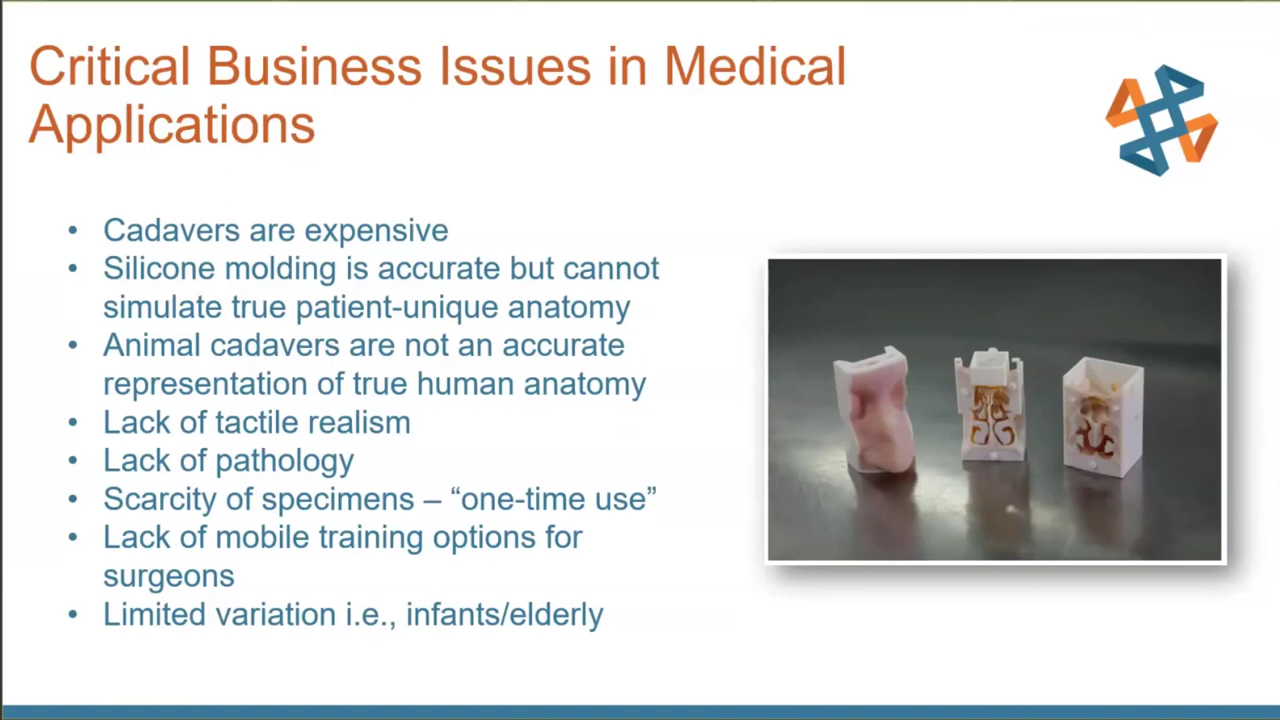 Critical Business Issues in Medical
Applications
• Cadavers are expensive
• Silicone molding is accurate but cannot
simulate true patient-unique anatomy
• Animal cadavers are not an accurate
representation of true human anatomy
• Lack of tactile realism
• Lack of pathology
• Scarcity of specimens – “one-time use”
• Lack of mobile training options for
surgeons
• Limited variation i.e., infants/elderly